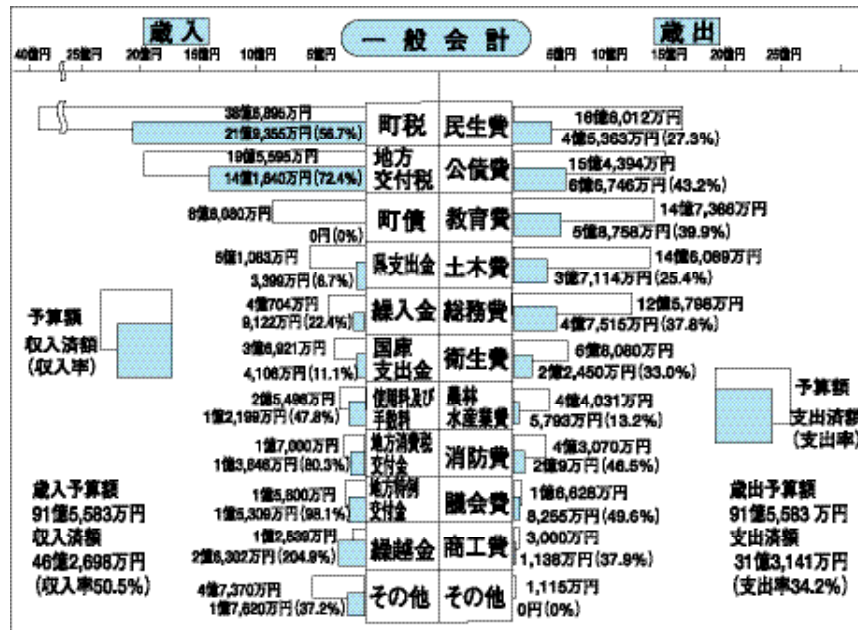 歳入
一般会計
歳出
40億円 25億円 20億円 15億円 10億円 5億円
5億円 10億円 15億円 20億円 25億円
38億6,895万円
21億9,355万円(56.7%)
町税
民生費
16億6,012万円
4億5,363万円(27.3%)
19億5,595万円
14億1,640万円(72.4%)
地方
交付税
公債費
15億4,394万円
6億6,746万円(43.2%)
8億6,080万円
0円(0%)
町債
教育費
14億7,366万円
5億8,758万円(39.9%)
5億1,083万円
3,399万円(6.7%)
県支出金
土木費
14億6,089万円
3億7,114万円(25.4%)
4億704万円
9,122万円(22.4%)
繰入金
総務費
12億5,798万円
4億7,515万円(37.8%)
3億6,921万円
4,106万円(11.1%)
国庫
支出金
衛生費
6億8,080万円
2億2,450万円(33.0%)
2億5,496万円
1億2,199万円(47.8%)
使用料及び
手数料
農林
水産業費
4億4,031万円
5,793万円(13.2%)
1億7,000万円
1億3,646万円(80.3%)
地方消費税
交付金
消防費
4億3,070万円
2億9万円(46.5%)
1億5,600万円
1億5,309万円(98.1%)
地方特例
交付金
議会費
1億6,628万円
8,255万円(49.6%)
1億2,839万円
2億6,302万円(204.9%)
繰越金
商工費
3,000万円
1,138万円(37.9%)
4億7,370万円
1億7,620万円(37.2%)
その他
その他
1,115万円
0円(0%)
予算額
収入済額
(収入率)
予算額
支出済額
(支出率)
歳入予算額
91億5,583万円
収入済額
46億2,698万円
(収入率50.5%)
歳出予算額
91億5,583万円
支出済額
31億3,141万円
(支出率34.2%)